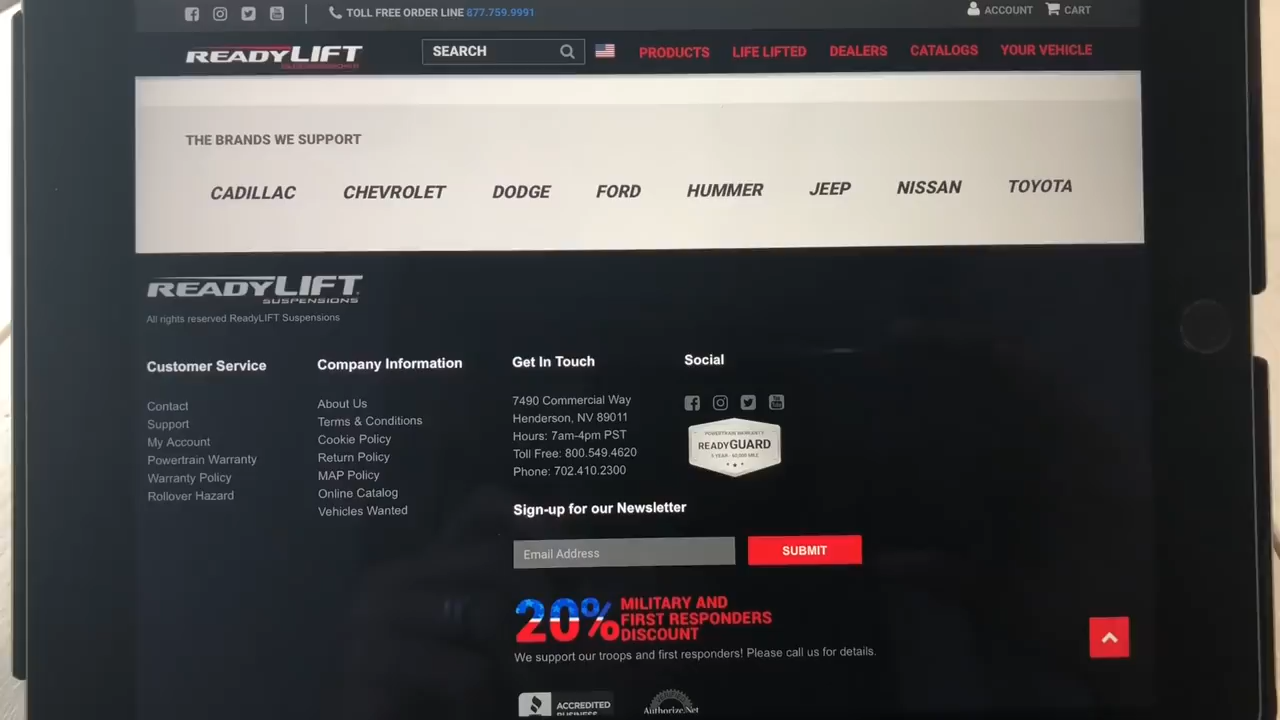 TOLL FREE ORDER LINE 877.759.9991
ACCOUNT
CART
READYLIFT
SEARCH
PRODUCTS
LIFE LIFTED
DEALERS
CATALOGS
YOUR VEHICLE
THE BRANDS WE SUPPORT
CADILLAC
CHEVROLET
DODGE
FORD
HUMMER
JEEP
NISSAN
TOYOTA
READYLIFT
SUSPENSIONS
All rights reserved ReadyLIFT Suspensions
Customer Service
Contact
Support
My Account
Powertrain Warranty
Warranty Policy
Rollover Hazard
Company Information
About Us
Terms & Conditions
Cookie Policy
Return Policy
MAP Policy
Online Catalog
Vehicles Wanted
Get In Touch
7490 Commercial Way
Henderson, NV 89011
Hours: 7am-4pm PST
Toll Free: 800.549.4620
Phone: 702.410.2300
Social
POWERTRAIN WARRANTY
READYGUARD
Sign-up for our Newsletter
Email Address
SUBMIT
20% MILITARY AND
FIRST RESPONDERS
DISCOUNT
We support our troops and first responders! Please call us for details.
ACCREDITED
BUSINESS
Authorize.Net